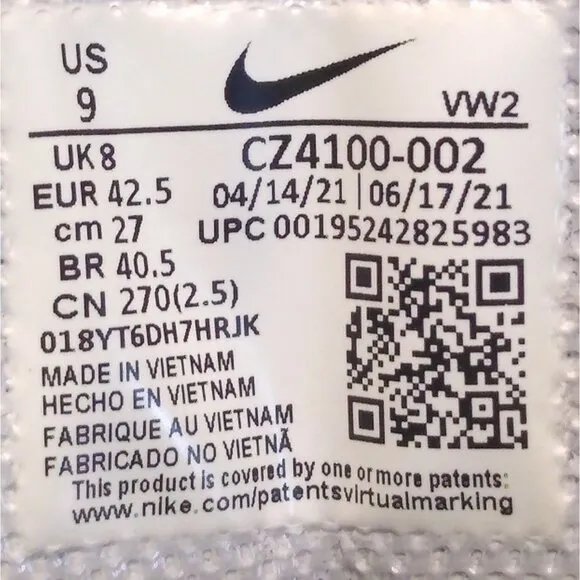 US
9
VW2
UK 8
CZ4100-002
EUR 42.5
04/14/21 | 06/17/21
cm 27
UPC 00195242825983
BR 40.5
CN 270(2.5)
018YT6DH7HRJK
MADE IN VIETNAM
HECHO EN VIETNAM
FABRIQUE AU VIETNAM
FABRICADO NO VIETNÃ
This product is covered by one or more patents:
www.nike.com/patentsvirtualmarking